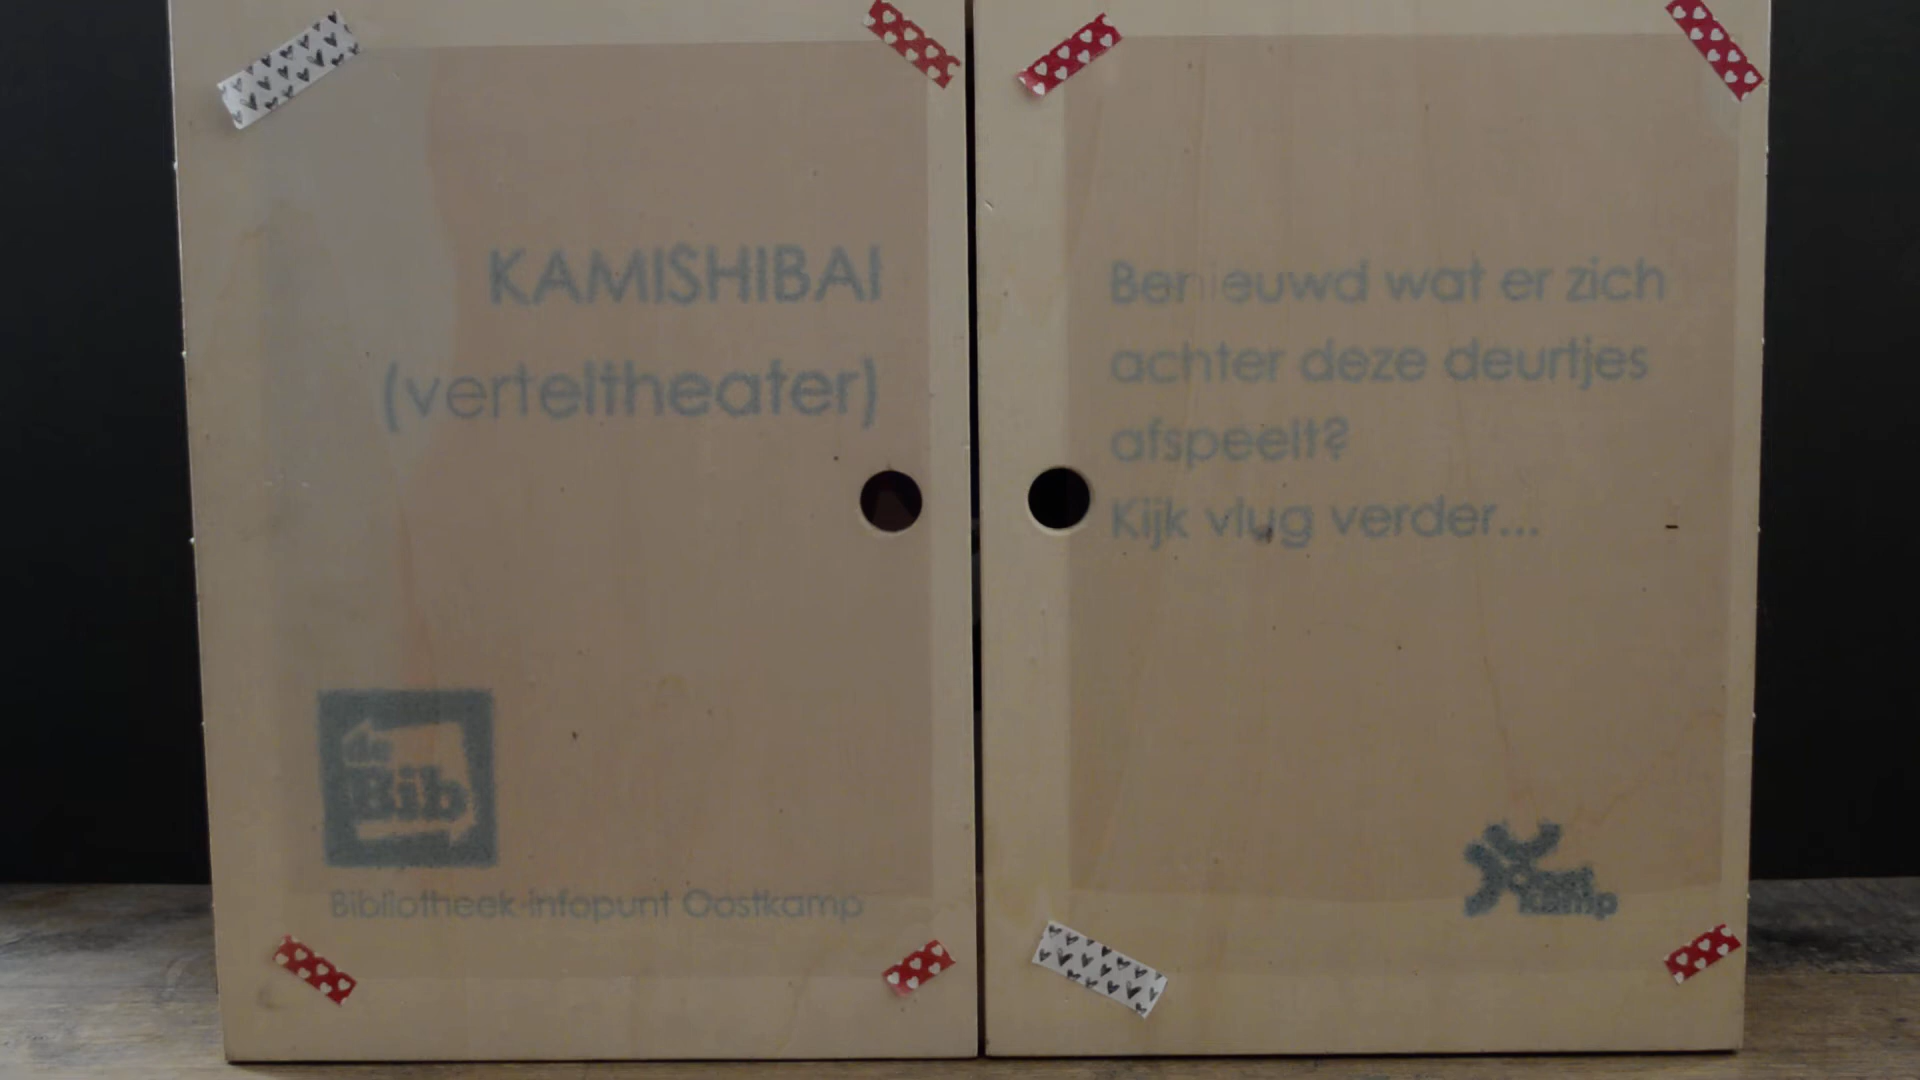 KAMISHIBAI
(verteltheater)
de
Bib
Bibliotheek-infopunt Oostkamp
Benieuwd wat er zich
achter deze deurtjes
afspeelt?
Kijk vlug verder...
Oost
kamp